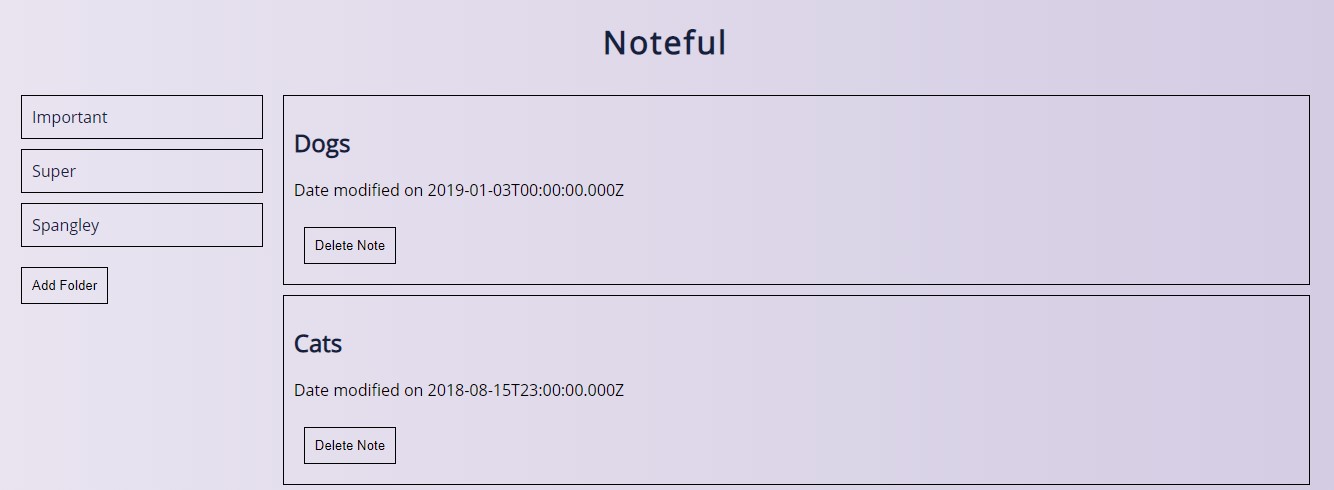 Noteful
Important
Super
Spangley
Add Folder
Dogs
Date modified on 2019-01-03T00:00:00.000Z
Delete Note
Cats
Date modified on 2018-08-15T23:00:00.000Z
Delete Note